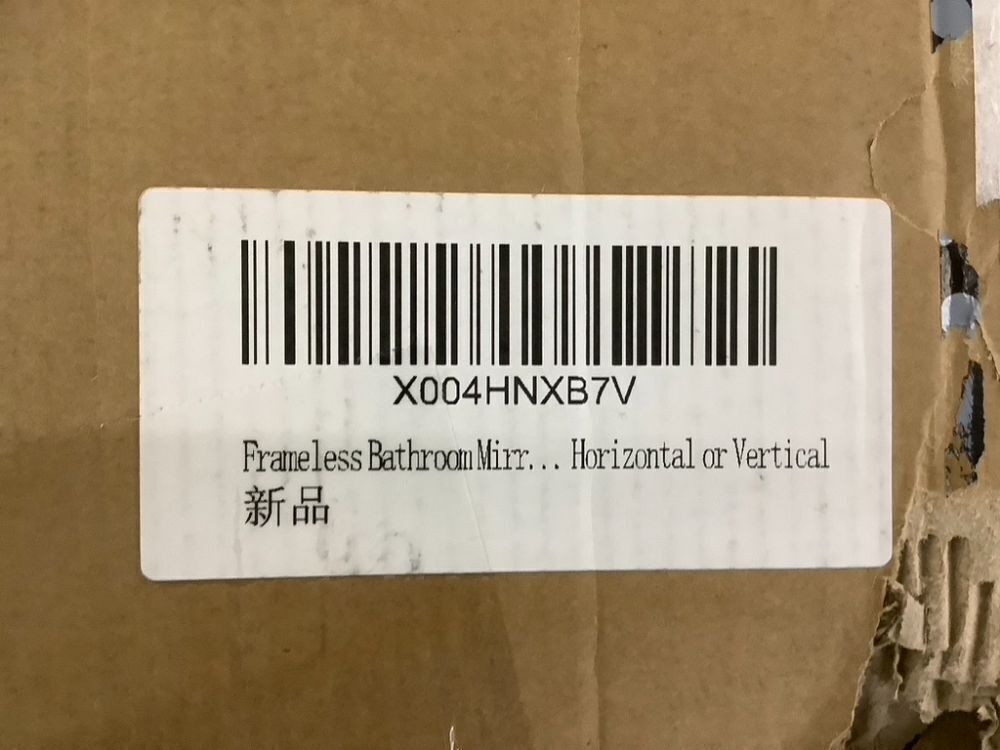 X004HNXB7V
Frameless Bathroom Mirr... Horizontal or Vertical
新品